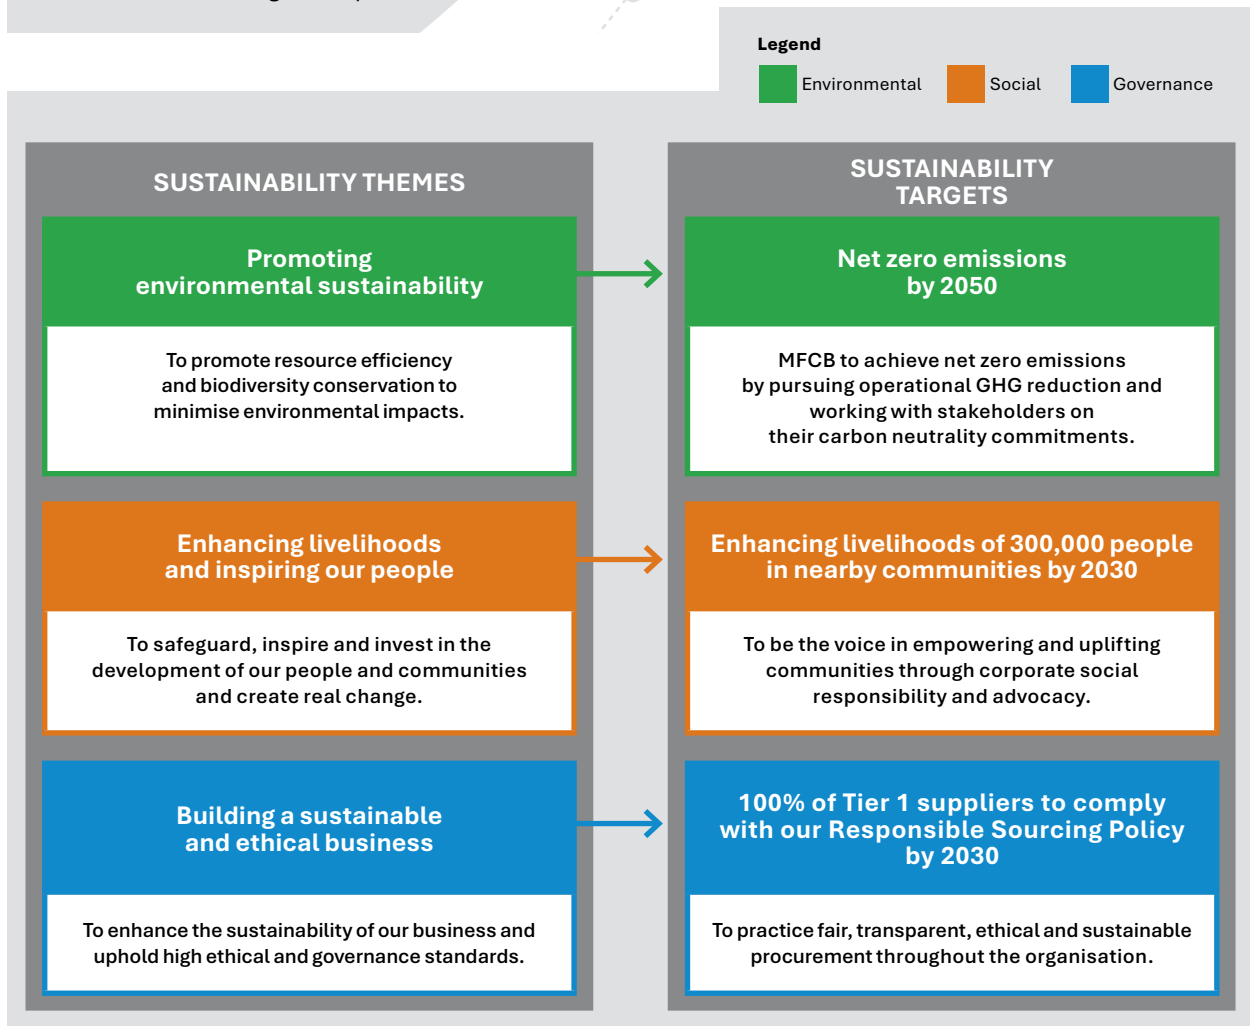 Legend
Environmental
Social
Governance
SUSTAINABILITY THEMES
Promoting
environmental sustainability
To promote resource efficiency
and biodiversity conservation to
minimise environmental impacts.
Enhancing livelihoods
and inspiring our people
To safeguard, inspire and invest in the
development of our people and communities
and create real change.
Building a sustainable
and ethical business
To enhance the sustainability of our business and
uphold high ethical and governance standards.
SUSTAINABILITY
TARGETS
Net zero emissions
by 2050
MFCB to achieve net zero emissions
by pursuing operational GHG reduction and
working with stakeholders on
their carbon neutrality commitments.
Enhancing livelihoods of 300,000 people
in nearby communities by 2030
To be the voice in empowering and uplifting
communities through corporate social
responsibility and advocacy.
100% of Tier 1 suppliers to comply
with our Responsible Sourcing Policy
by 2030
To practice fair, transparent, ethical and sustainable
procurement throughout the organisation.